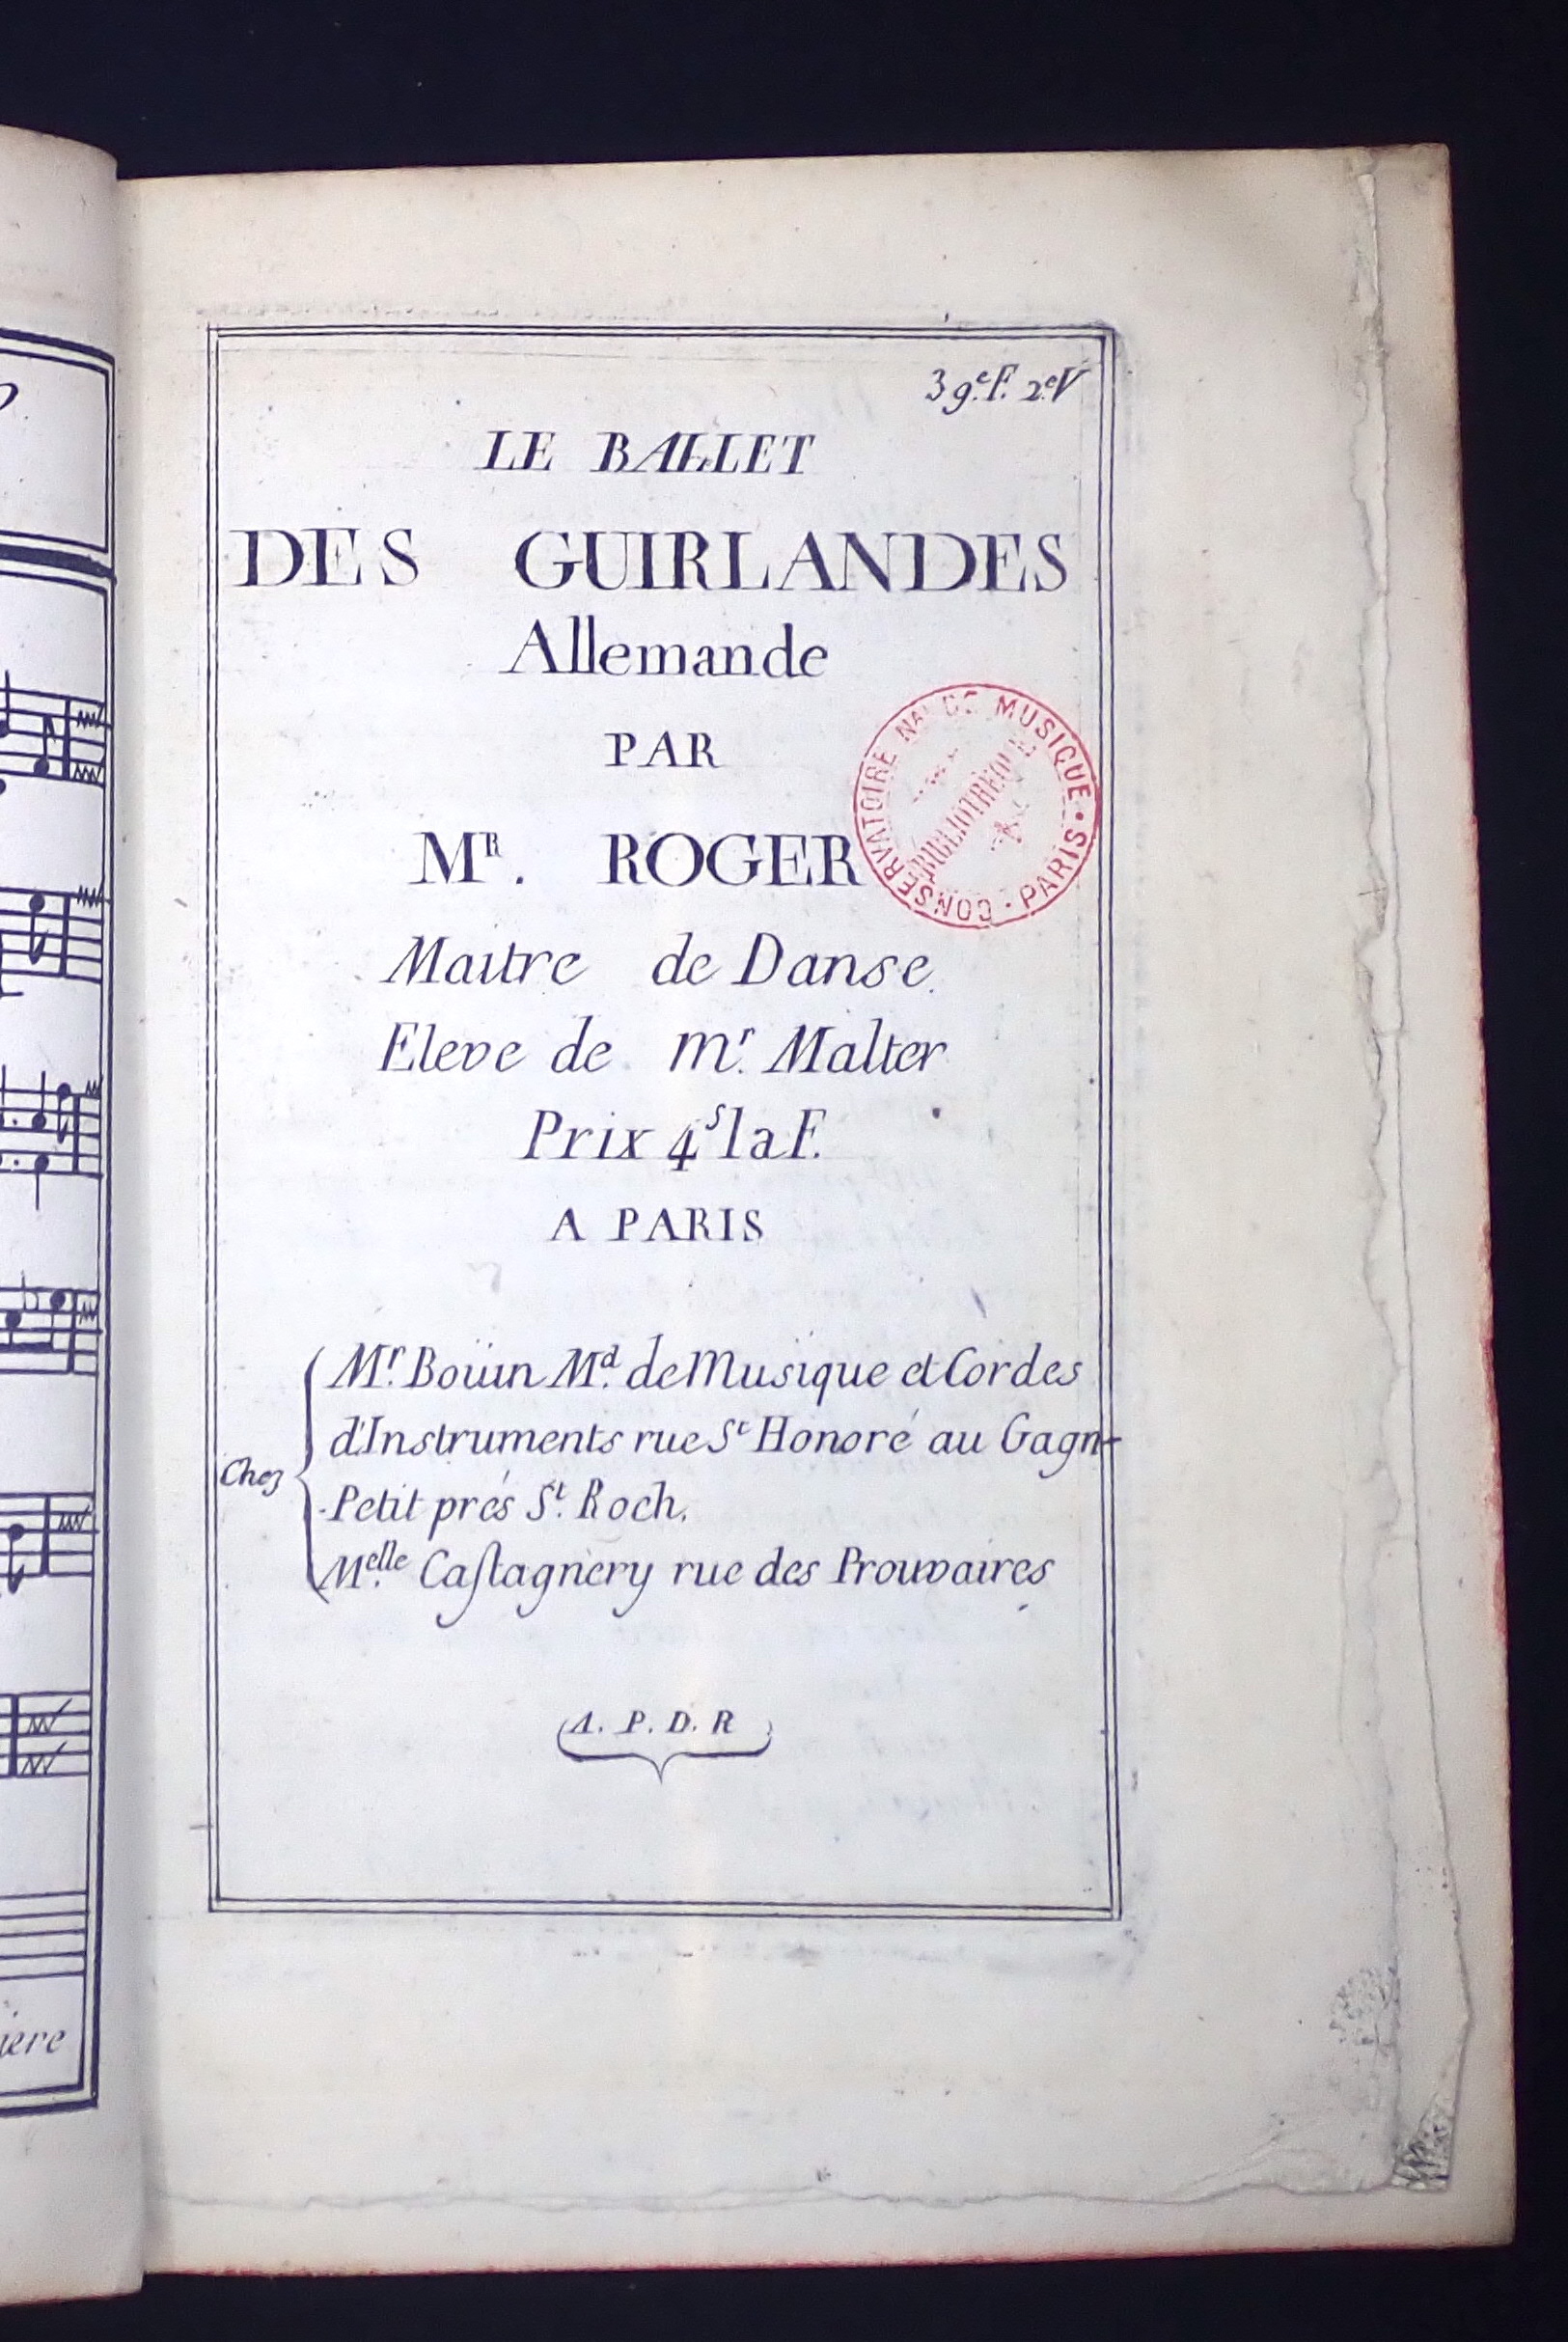 39.e F. 2.e V
LE BALLET
DES GUIRLANDES
Allemande
PAR
MR. ROGER
Maitre de Danse
Eleve de mr. Malter
Prix 4s la F.
A PARIS
Chez
Mr. Boüin Md. de Musique et Cordes
d'Instruments rue St Honoré au Gagn-
-Petit prés St. Roch.
Melle. Castagnery rue des Prouvaires
A. P. D. R
CONSERVATOIRE NAL DE MUSIQUE • PARIS •
BIBLIOTHÈQUE
iere